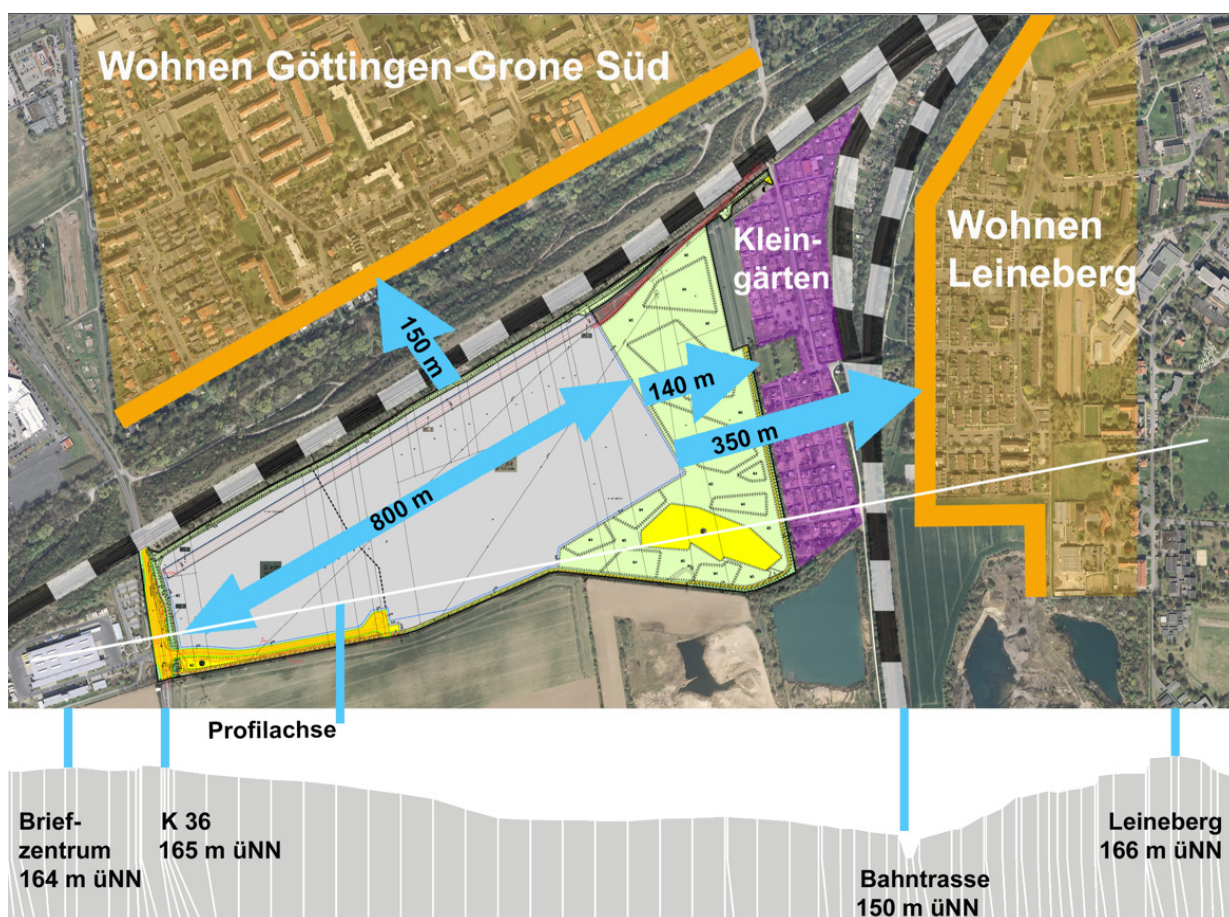 Wohnen Göttingen-Grone Süd
Wohnen
Leineberg
Klein-
gärten
150 m
140 m
350 m
800 m
Profilachse
Brief-
zentrum
164 m üNN
K 36
165 m üNN
Bahntrasse
150 m üNN
Leineberg
166 m üNN